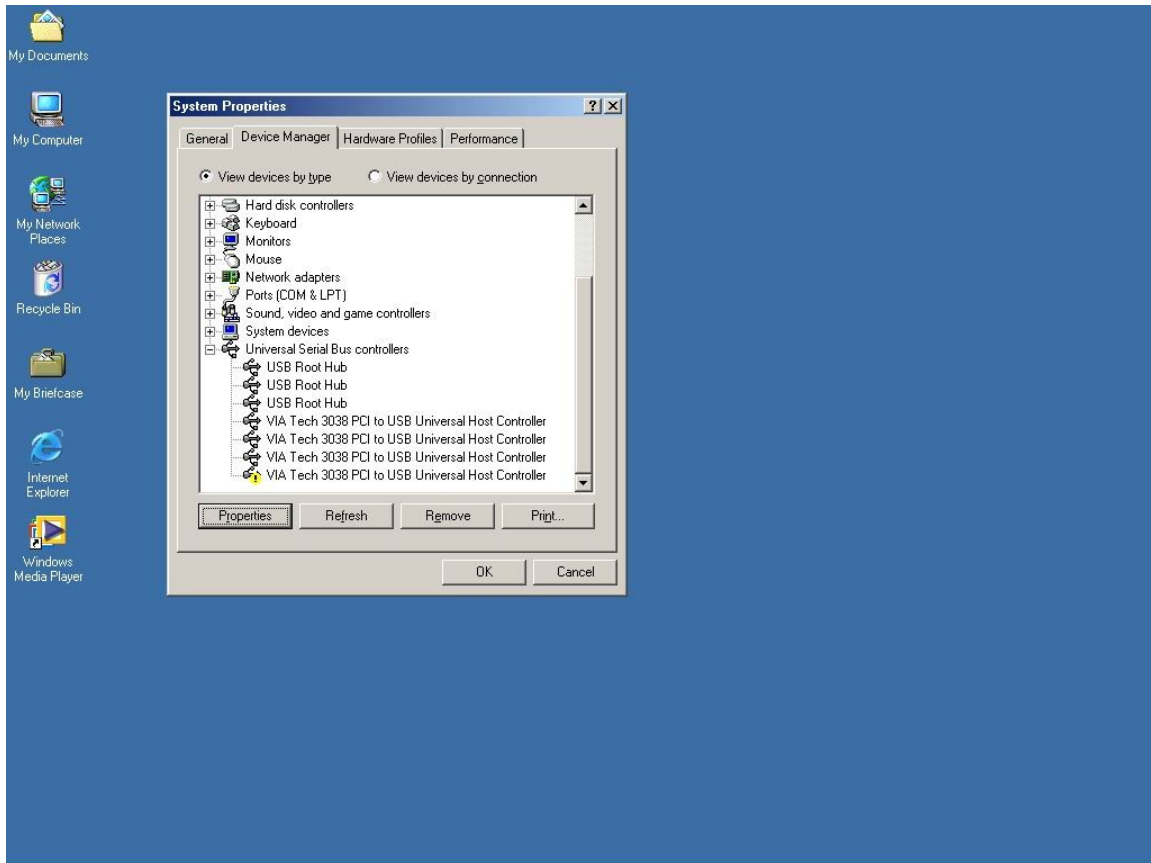 My Documents
My Computer
My Network
Places
Recycle Bin
My Briefcase
Internet
Explorer
Windows
Media Player
System Properties
General
Device Manager
Hardware Profiles
Performance
View devices by type
View devices by connection
Hard disk controllers
Keyboard
Monitors
Mouse
Network adapters
Ports (COM & LPT)
Sound, video and game controllers
System devices
Universal Serial Bus controllers
USB Root Hub
USB Root Hub
USB Root Hub
VIA Tech 3038 PCI to USB Universal Host Controller
VIA Tech 3038 PCI to USB Universal Host Controller
VIA Tech 3038 PCI to USB Universal Host Controller
VIA Tech 3038 PCI to USB Universal Host Controller
Properties
Refresh
Remove
Print...
OK
Cancel